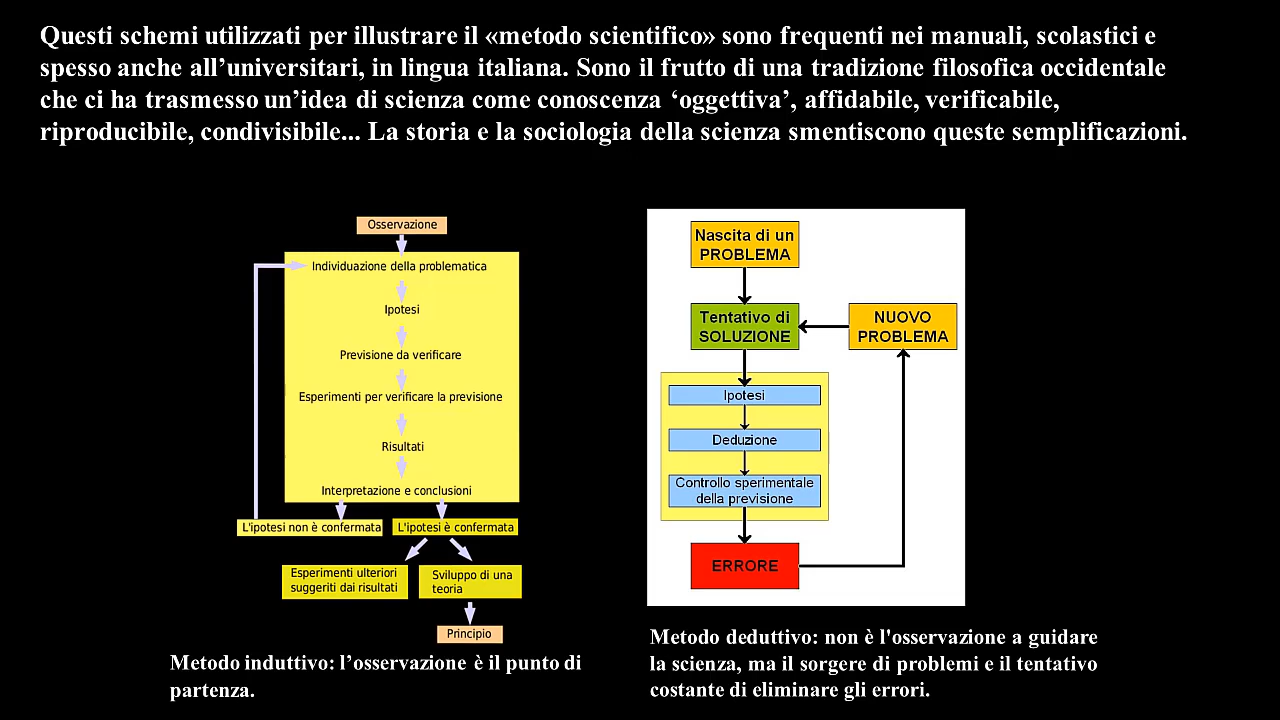 Questi schemi utilizzati per illustrare il «metodo scientifico» sono frequenti nei manuali, scolastici e
spesso anche all’universitari, in lingua italiana. Sono il frutto di una tradizione filosofica occidentale
che ci ha trasmesso un’idea di scienza come conoscenza ‘oggettiva’, affidabile, verificabile,
riproducibile, condivisibile... La storia e la sociologia della scienza smentiscono queste semplificazioni.
Osservazione
Individuazione della problematica
Ipotesi
Previsione da verificare
Esperimenti per verificare la previsione
Risultati
Interpretazione e conclusioni
L'ipotesi non è confermata
L'ipotesi è confermata
Esperimenti ulteriori
suggeriti dai risultati
Sviluppo di una
teoria
Principio
Metodo induttivo: l’osservazione è il punto di
partenza.
Nascita di un
PROBLEMA
Tentativo di
SOLUZIONE
NUOVO
PROBLEMA
Ipotesi
Deduzione
Controllo sperimentale
della previsione
ERRORE
Metodo deduttivo: non è l'osservazione a guidare
la scienza, ma il sorgere di problemi e il tentativo
costante di eliminare gli errori.